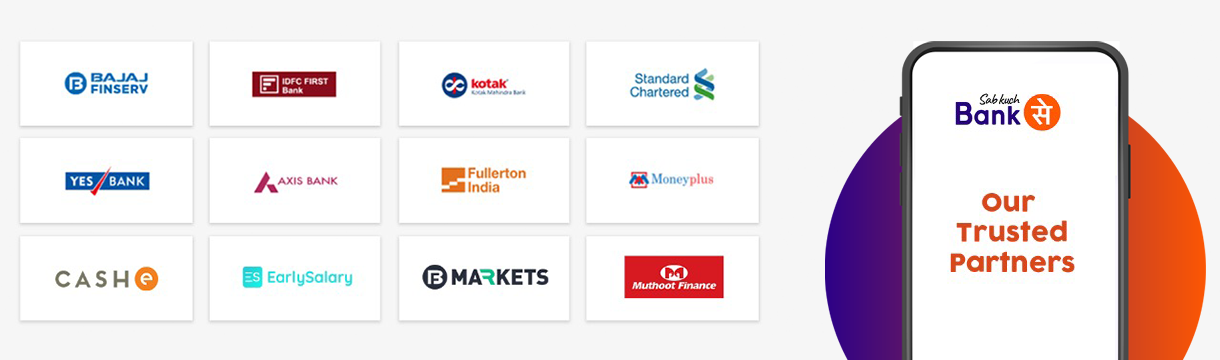 BAJAJ
FINSERV
IDFC FIRST
Bank
kotak
Kotak Mahindra Bank
Standard
Chartered
YES BANK
AXIS BANK
Fullerton
India
Moneyplus
CASHe
ES EarlySalary
B MARKETS
Muthoot Finance
Sab kuch
Bank से
Our
Trusted
Partners